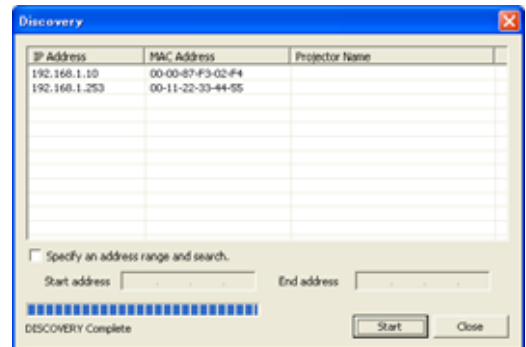 Discovery
IP Address MAC Address Projector Name
192.168.1.10 00-00-87-F3-02-F4
192.168.1.253 00-11-22-33-44-55
Specify an address range and search.
Start address . . . End address . . .
DISCOVERY Complete
Start Close